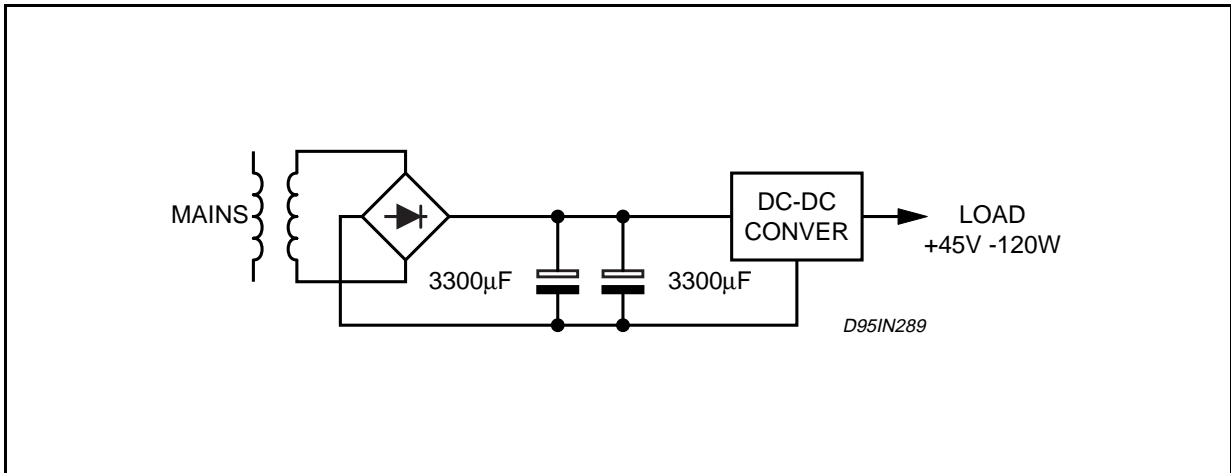 MAINS
3300μF
3300μF
DC-DC
CONVER
LOAD
+45V -120W
D95IN289